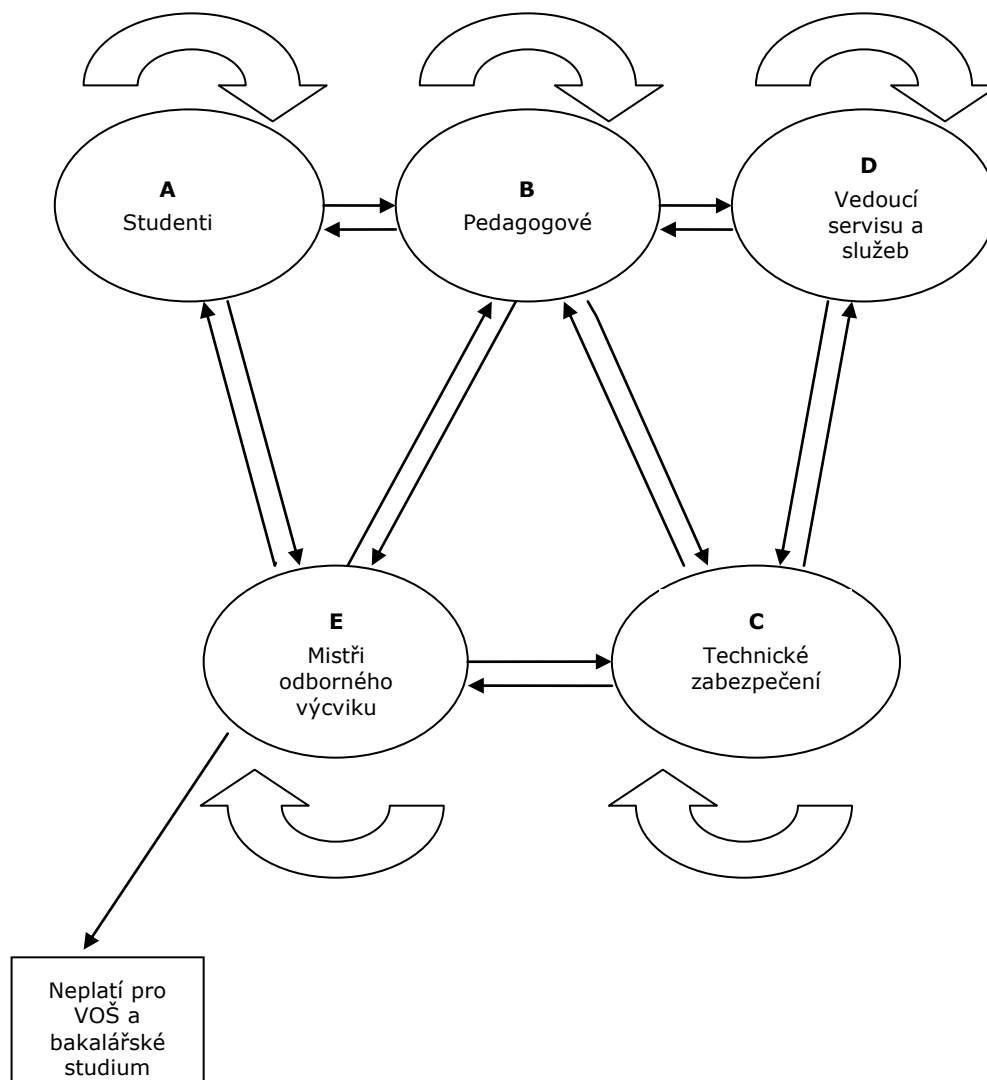 A
Studenti
B
Pedagogové
D
Vedoucí
servisu a
služeb
E
Mistři
odborného
výcviku
C
Technické
zabezpečení
Neplatí pro
VOŠ a
bakalářské
studium